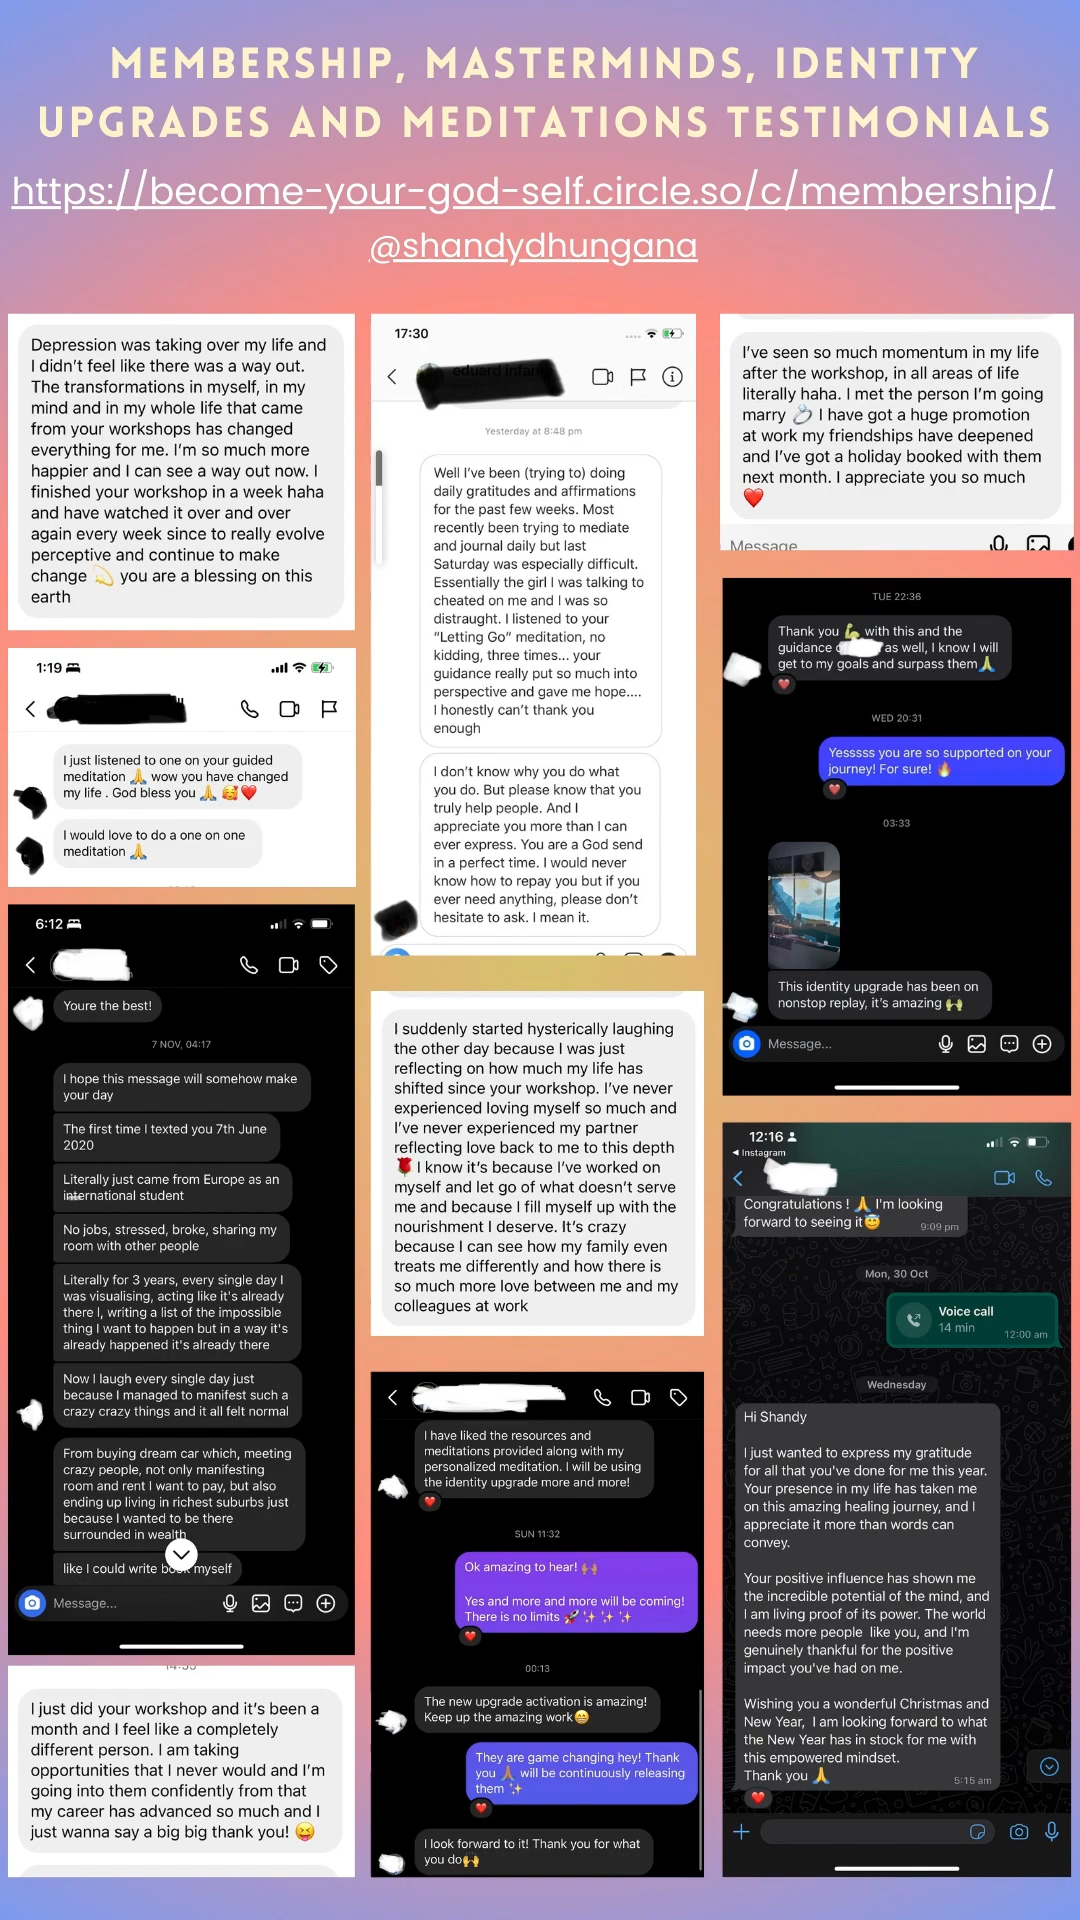 MEMBERSHIP, MASTERMINDS, IDENTITY
UPGRADES AND MEDITATIONS TESTIMONIALS
https://become-your-god-self.circle.so/c/membership/
@shandydhungana
Depression was taking over my life and
I didn't feel like there was a way out.
The transformations in myself, in my
mind and in my whole life that came
from your workshops has changed
everything for me. I'm so much more
happier and I can see a way out now. I
finished your workshop in a week haha
and have watched it over and over
again every week since to really evolve
perceptive and continue to make
change 💫 you are a blessing on this
earth
1:19
I just listened to one on your guided
meditation 🙏 wow you have changed
my life . God bless you 🙏 🥰❤️
I would love to do a one on one
meditation 🙏
6:12
Youre the best!
7 NOV, 04:17
I hope this message will somehow make
your day
The first time I texted you 7th June
2020
Literally just came from Europe as an
international student
No jobs, stressed, broke, sharing my
room with other people
Literally for 3 years, every single day I
was visualising, acting like it's already
there I, writing a list of the impossible
thing I want to happen but in a way it's
already happened it's already there
Now I laugh every single day just
because I managed to manifest such a
crazy crazy things and it all felt normal
From buying dream car which, meeting
crazy people, not only manifesting
room and rent I want to pay, but also
ending up living in richest suburbs just
because I wanted to be there
surrounded in wealth
like I could write book myself
Message...
14:55
I just did your workshop and it's been a
month and I feel like a completely
different person. I am taking
opportunities that I never would and I'm
going into them confidently from that
my career has advanced so much and I
just wanna say a big big thank you! 😝
17:30
eduard infan
Yesterday at 8:48 pm
Well I've been (trying to) doing
daily gratitudes and affirmations
for the past few weeks. Most
recently been trying to mediate
and journal daily but last
Saturday was especially difficult.
Essentially the girl I was talking to
cheated on me and I was so
distraught. I listened to your
"Letting Go" meditation, no
kidding, three times... your
guidance really put so much into
perspective and gave me hope....
I honestly can't thank you
enough
I don't know why you do what
you do. But please know that you
truly help people. And I
appreciate you more than I can
ever express. You are a God send
in a perfect time. I would never
know how to repay you but if you
ever need anything, please don't
hesitate to ask. I mean it.
I suddenly started hysterically laughing
the other day because I was just
reflecting on how much my life has
shifted since your workshop. I've never
experienced loving myself so much and
I've never experienced my partner
reflecting love back to me to this depth
🌹 I know it's because I've worked on
myself and let go of what doesn't serve
me and because I fill myself up with the
nourishment I deserve. It's crazy
because I can see how my family even
treats me differently and how there is
so much more love between me and my
colleagues at work
I have liked the resources and
meditations provided along with my
personalized meditation. I will be using
the identity upgrade more and more!
SUN 11:32
Ok amazing to hear! 🙌🏽
Yes and more and more will be coming!
There is no limits 🚀✨✨✨
00:13
The new upgrade activation is amazing!
Keep up the amazing work😁
They are game changing hey! Thank
you 🙏🏽 will be continuously releasing
them ✨
I look forward to it! Thank you for what
you do🙌
I've seen so much momentum in my life
after the workshop, in all areas of life
literally haha. I met the person I'm going
marry 💍 I have got a huge promotion
at work my friendships have deepened
and I've got a holiday booked with them
next month. I appreciate you so much
❤️
Message
TUE 22:36
Thank you 💪 with this and the
guidance as well, I know I will
get to my goals and surpass them🙏
WED 20:31
Yesssss you are so supported on your
journey! For sure! 🔥
03:33
This identity upgrade has been on
nonstop replay, it's amazing 🙌
Message...
12:16
Instagram
Congratulations ! 🙏 I'm looking
forward to seeing it😇 9:09 pm
Mon, 30 Oct
Voice call
14 min 12:00 am
Wednesday
Hi Shandy
I just wanted to express my gratitude
for all that you've done for me this year.
Your presence in my life has taken me
on this amazing healing journey, and I
appreciate it more than words can
convey.
Your positive influence has shown me
the incredible potential of the mind, and
I am living proof of its power. The world
needs more people like you, and I'm
genuinely thankful for the positive
impact you've had on me.
Wishing you a wonderful Christmas and
New Year, I am looking forward to what
the New Year has in stock for me with
this empowered mindset.
Thank you 🙏 5:15 am